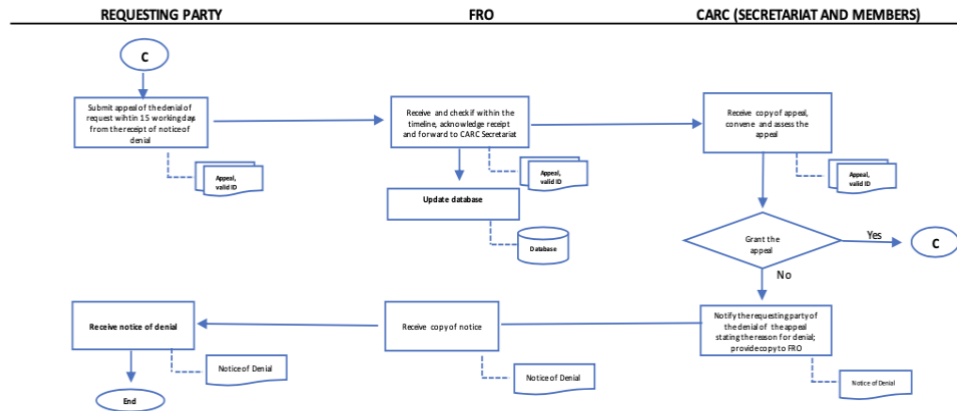 REQUESTING PARTY
FRO
CARC (SECRETARIAT AND MEMBERS)
C
Submit appeal of the denial of
request wihtin 15 working days
from the receipt of notice of
denial
Appeal,
valid ID
Receive and check if within the
timeline, acknowledge receipt
and forward to CARC Secretariat
Appeal,
valid ID
Update database
Database
Receive copy of appeal,
convene and assess the
appeal
Appeal,
valid ID
Grant the
appeal
Yes
C
No
Notify the requesting party of
the denial of the appeal
stating the reason for denial;
provide copy to FRO
Notice of Denial
Receive copy of notice
Notice of Denial
Receive notice of denial
Notice of Denial
End